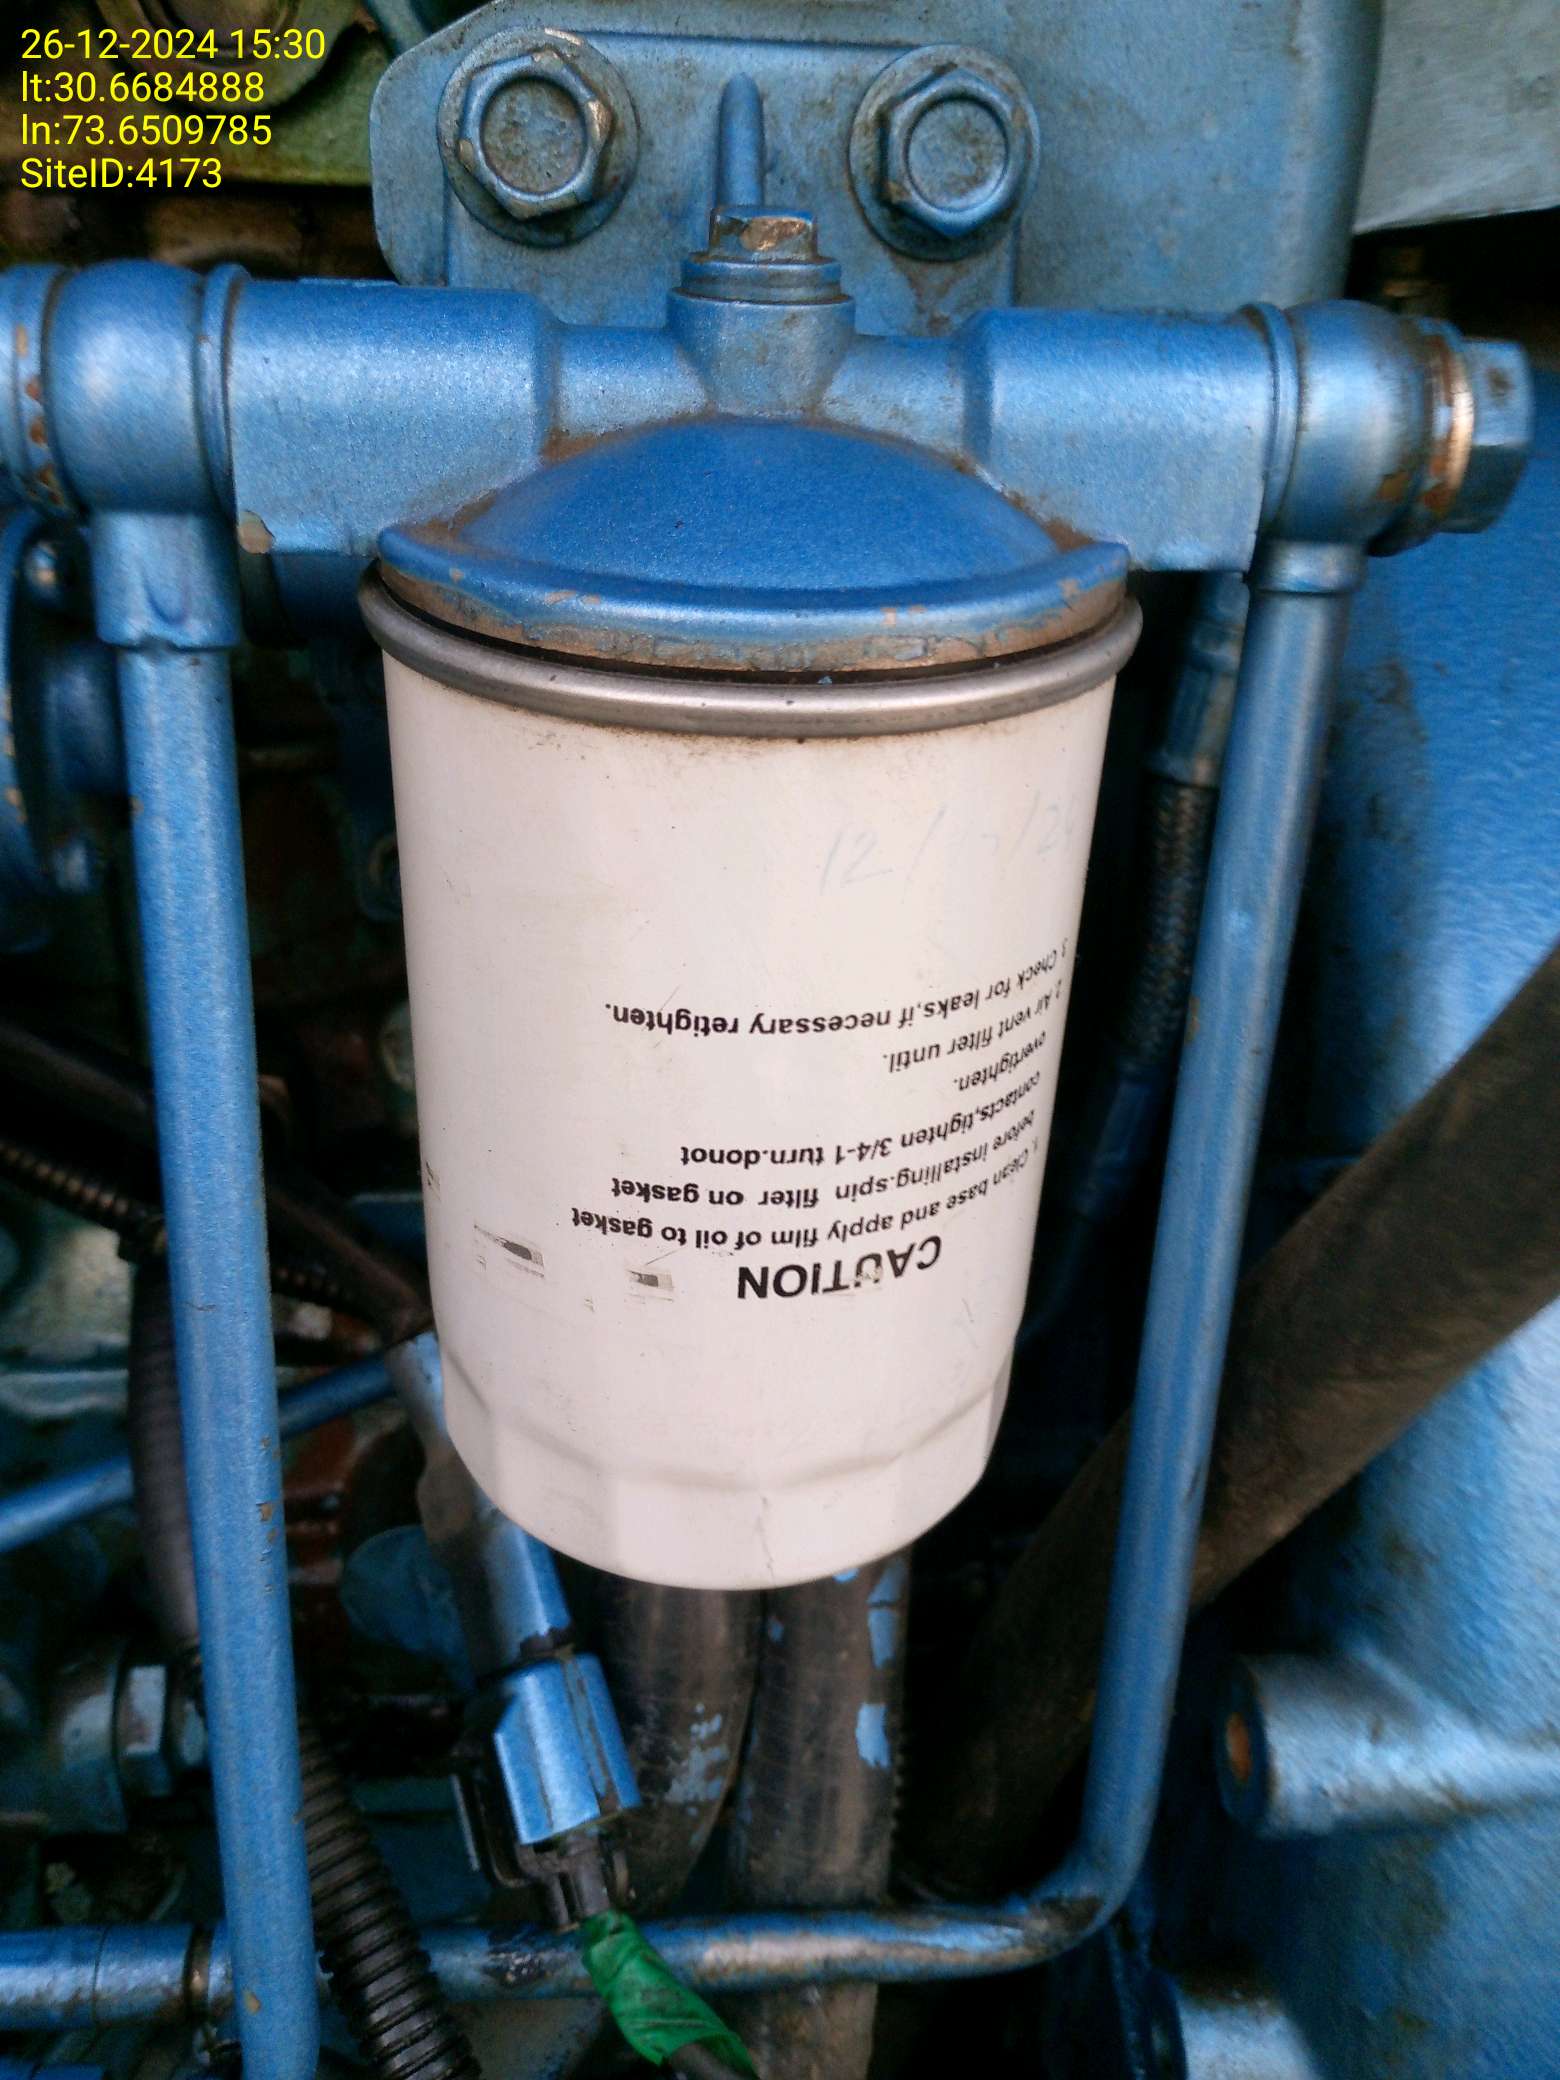 26-12-2024 15:30
lt:30.6684888
ln:73.6509785
SiteID:4173
CAUTION
1. Clean base and apply film of oil to gasket
before installing.spin filter on gasket
contacts,tighten 3/4-1 turn.donot
overtighten.
2. Air vent filter until.
3. Check for leaks,if necessary retighten.